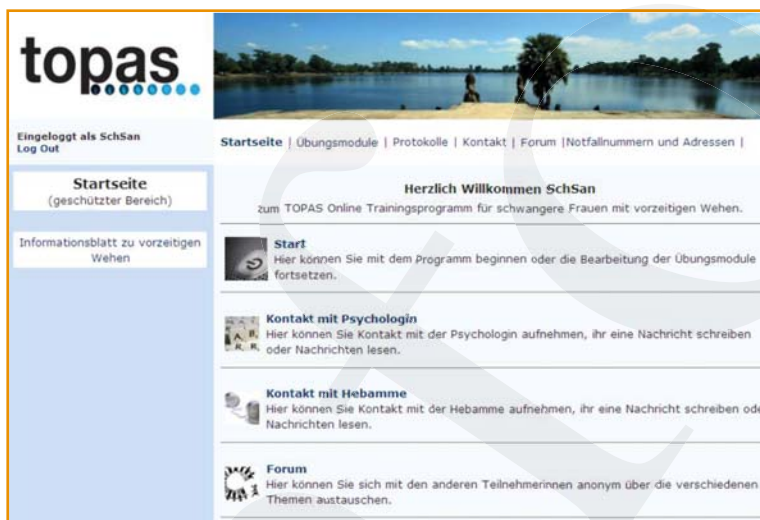 topas
Eingeloggt als SchSan
Log Out
Startseite | Übungsmodule | Protokolle | Kontakt | Forum |Notfallnummern und Adressen |
Startseite
(geschützter Bereich)
Informationsblatt zu vorzeitigen
Wehen
Herzlich Willkommen SchSan
zum TOPAS Online Trainingsprogramm für schwangere Frauen mit vorzeitigen Wehen.
Start
Hier können Sie mit dem Programm beginnen oder die Bearbeitung der Übungsmodule
fortsetzen.
Kontakt mit Psychologin
Hier können Sie Kontakt mit der Psychologin aufnehmen, ihr eine Nachricht schreiben
oder Nachrichten lesen.
Kontakt mit Hebamme
Hier können Sie Kontakt mit der Hebamme aufnehmen, ihr eine Nachricht schreiben ode
Nachrichten lesen.
Forum
Hier können Sie sich mit den anderen Teilnehmerinnen anonym über die verschiedenen
Themen austauschen.